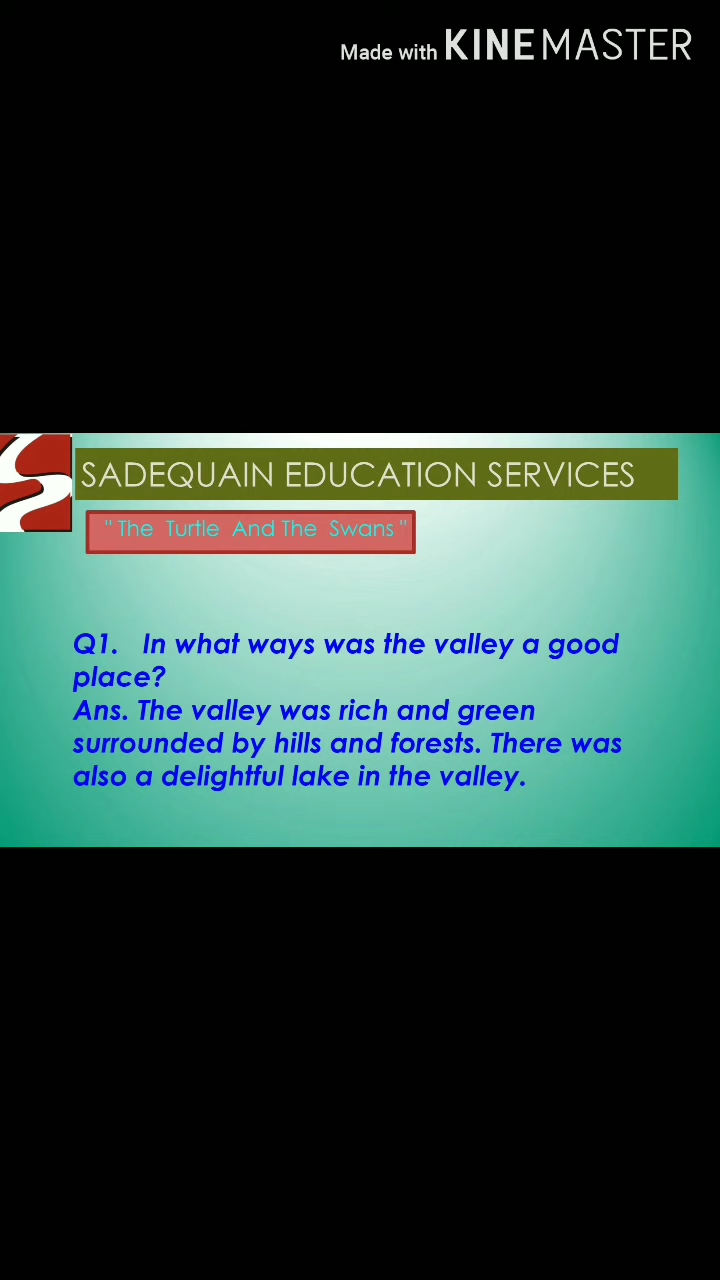 Made with KINEMASTER
SADEQUAIN EDUCATION SERVICES
" The Turtle And The Swans "
Q1. In what ways was the valley a good
place?
Ans. The valley was rich and green
surrounded by hills and forests. There was
also a delightful lake in the valley.